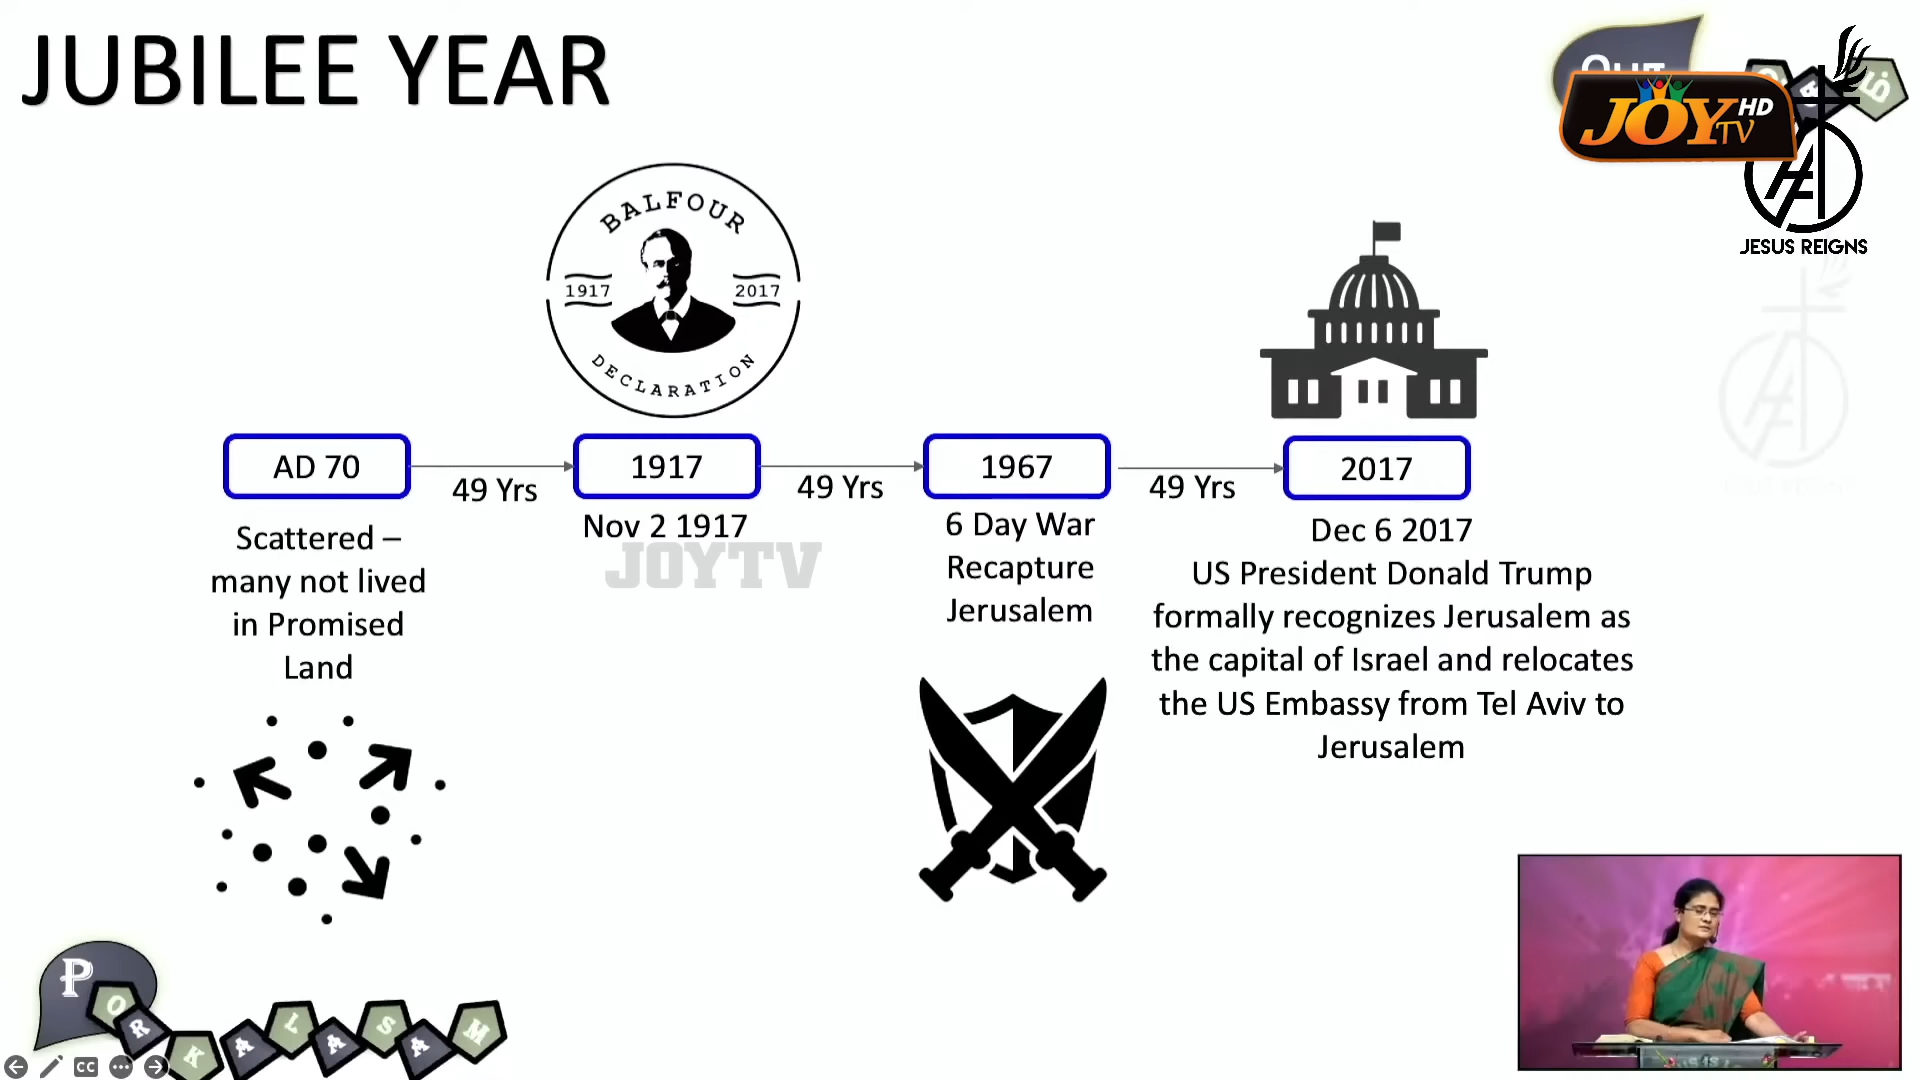 JUBILEE YEAR
JOY TV HD
JESUS REIGNS
BALFOUR
1917
2017
DECLARATION
AD 70
49 Yrs
1917
49 Yrs
1967
49 Yrs
2017
Scattered –
many not lived
in Promised
Land
Nov 2 1917
JOYTV
6 Day War
Recapture
Jerusalem
Dec 6 2017
US President Donald Trump
formally recognizes Jerusalem as
the capital of Israel and relocates
the US Embassy from Tel Aviv to
Jerusalem
PORKAALASAM
CC